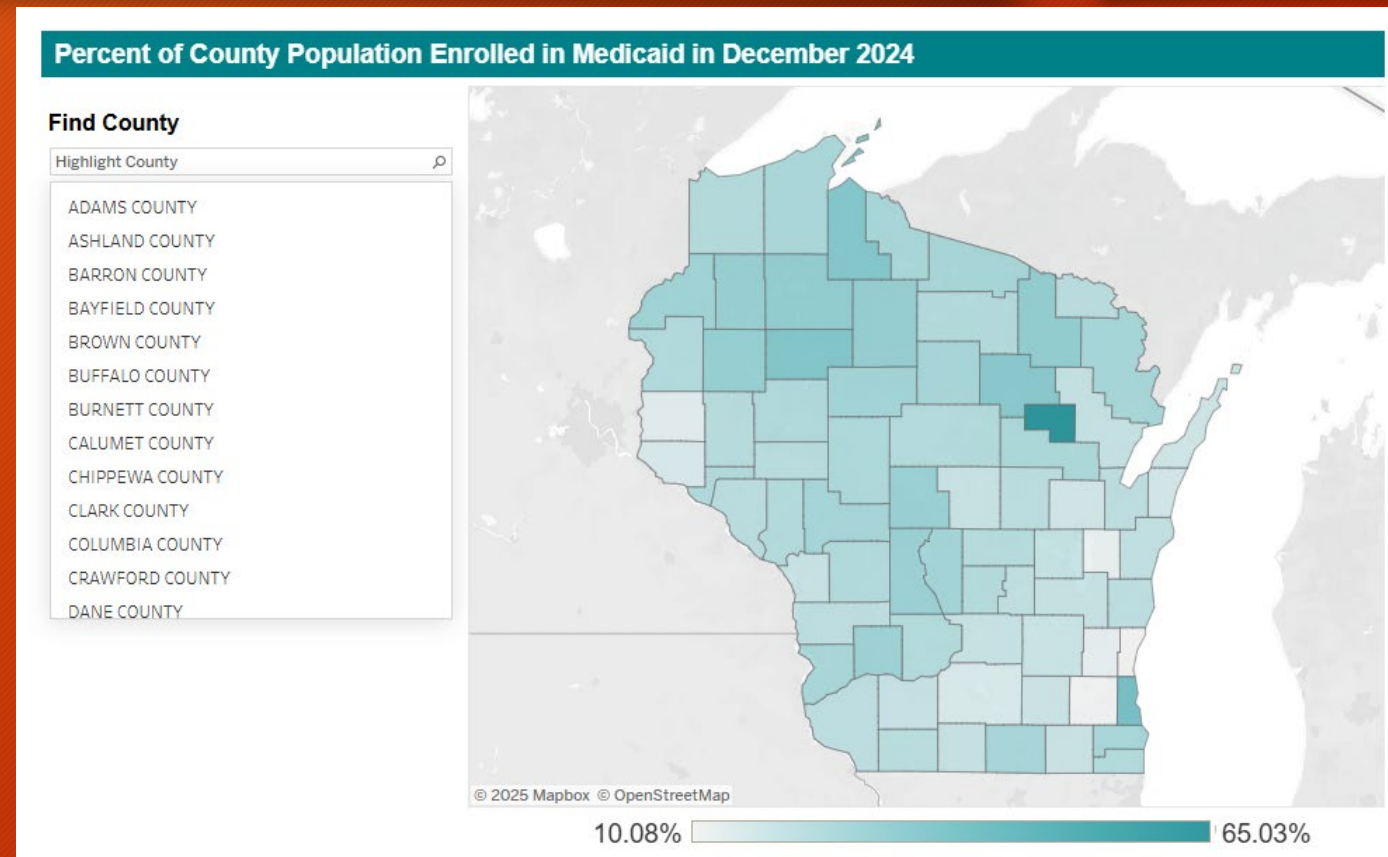 Percent of County Population Enrolled in Medicaid in December 2024
Find County
Highlight County
ADAMS COUNTY
ASHLAND COUNTY
BARRON COUNTY
BAYFIELD COUNTY
BROWN COUNTY
BUFFALO COUNTY
BURNETT COUNTY
CALUMET COUNTY
CHIPPEWA COUNTY
CLARK COUNTY
COLUMBIA COUNTY
CRAWFORD COUNTY
DANE COUNTY
© 2025 Mapbox © OpenStreetMap
10.08% 65.03%